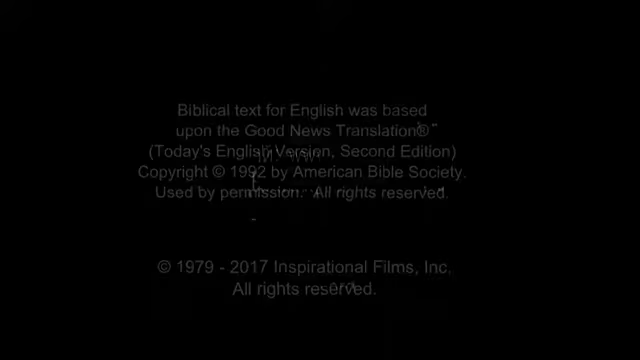 Biblical text for English was based
upon the Good News Translation®
(Today's English Version, Second Edition)
Copyright © 1992 by American Bible Society.
Used by permission. All rights reserved.
© 1979 - 2017 Inspirational Films, Inc.
All rights reserved.